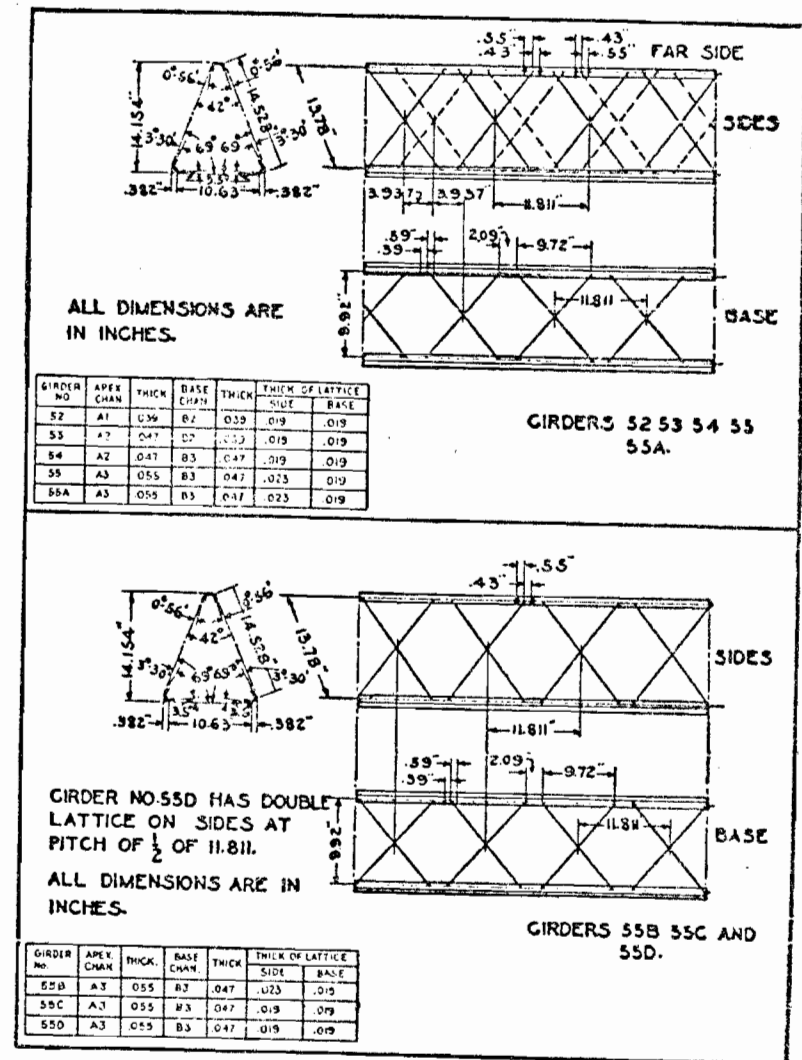 .55" .43"
.43" .55" FAR SIDE
0°56' 0°56'
14.154" 42° 14.528" 13.78"
SIDES
3°30' 69° 69° 3°30'
.382" 10.63 .382"
3.937 3.937" 11.811"
.59" 2.09" 9.72"
.39
11.811
9.62" BASE
ALL DIMENSIONS ARE
IN INCHES.
GIRDER NO APEX CHAN THICK BASE CHAN THICK THICK OF LATTICE
SIDE BASE
52 A1 .039 B2 .039 .019 .019
53 A2 .047 B2 .039 .019 .019
54 A2 .047 B3 .047 .019 .019
55 A3 .055 B3 .047 .023 .019
55A A3 .055 B3 .047 .023 .019
GIRDERS 52 53 54 55
55A.
.55"
.43"
0°56' 0°56'
14.154" 42° 14.528" 13.78"
SIDES
3°30' 69° 69° 3°30'
.382" 10.63 .382"
11.811"
.59" 2.09" 9.72"
.39"
11.811
9.62" BASE
GIRDER NO.55D HAS DOUBLE
LATTICE ON SIDES AT
PITCH OF 1/2 OF 11.811.
ALL DIMENSIONS ARE IN
INCHES.
GIRDERS 55B 55C AND
55D.
GIRDER No. APEX. CHAN THICK. BASE CHAN. THICK THICK OF LATTICE
SIDE BASE
55B A3 055 B3 .047 .023 .019
55C A3 055 B3 .047 .019 .019
55D A3 .055 B3 .047 .019 .019